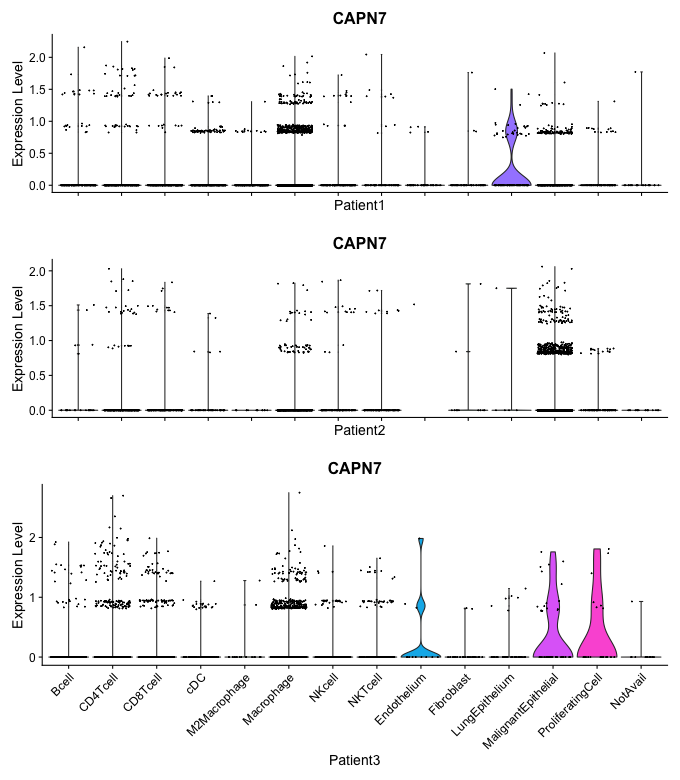 CAPN7
Expression Level
2.0
1.5
1.0
0.5
0.0
Patient1
CAPN7
Expression Level
2.0
1.5
1.0
0.5
0.0
Patient2
CAPN7
Expression Level
2
1
0
Bcell
CD4Tcell
CD8Tcell
cDC
M2Macrophage
Macrophage
NKcell
NKTcell
Endothelium
Fibroblast
LungEpithelium
MalignantEpithelial
ProliferatingCell
NotAvail
Patient3